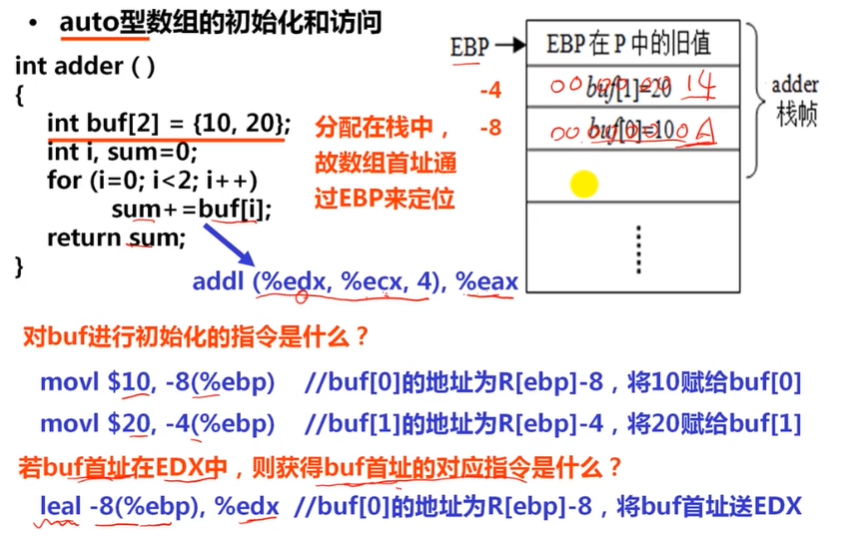 • auto型数组的初始化和访问
int adder ( )
{
int buf[2] = {10, 20};
int i, sum=0;
for (i=0; i<2; i++)
sum+=buf[i];
return sum;
}
分配在栈中，
故数组首址通
过EBP来定位
addl (%edx, %ecx, 4), %eax
EBP
EBP在P中的旧值
-4
buf[1]=20
00 00 00 14
-8
buf[0]=10
00 00 00 0A
adder
栈帧
对buf进行初始化的指令是什么？
movl $10, -8(%ebp) //buf[0]的地址为R[ebp]-8，将10赋给buf[0]
movl $20, -4(%ebp) //buf[1]的地址为R[ebp]-4，将20赋给buf[1]
若buf首址在EDX中，则获得buf首址的对应指令是什么？
leal -8(%ebp), %edx //buf[0]的地址为R[ebp]-8，将buf首址送EDX